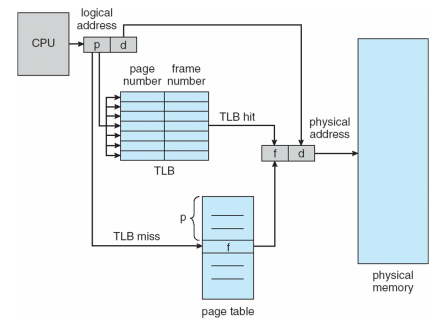 logical
address
CPU
p d
page frame
number number
TLB hit
physical
address
f d
TLB
p
TLB miss
f
physical
memory
page table